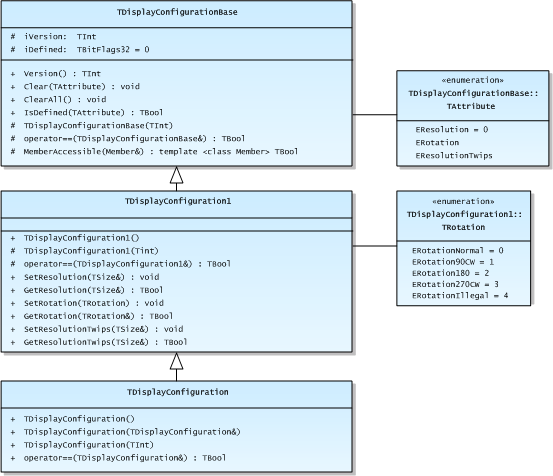 TDisplayConfigurationBase
# iVersion: TInt
# iDefined: TBitFlags32 = 0
+ Version() : TInt
+ Clear(TAttribute) : void
+ ClearAll() : void
+ IsDefined(TAttribute) : TBool
# TDisplayConfigurationBase(TInt)
# operator==(TDisplayConfigurationBase&) : TBool
# MemberAccessible(Member&) : template <class Member> TBool
«enumeration»
TDisplayConfigurationBase::
TAttribute
EResolution = 0
ERotation
EResolutionTwips
TDisplayConfiguration1
+ TDisplayConfiguration1()
# TDisplayConfiguration1(Tint)
# operator==(TDisplayConfiguration1&) : TBool
+ SetResolution(TSize&) : void
+ GetResolution(TSize&) : TBool
+ SetRotation(TRotation) : void
+ GetRotation(TRotation&) : TBool
+ SetResolutionTwips(TSize&) : void
+ GetResolutionTwips(TSize&) : TBool
«enumeration»
TDisplayConfiguration1::
TRotation
ERotationNormal = 0
ERotation90CW = 1
ERotation180 = 2
ERotation270CW = 3
ERotationIllegal = 4
TDisplayConfiguration
+ TDisplayConfiguration()
+ TDisplayConfiguration(TDisplayConfiguration&)
+ TDisplayConfiguration(TInt)
+ operator==(TDisplayConfiguration&) : TBool